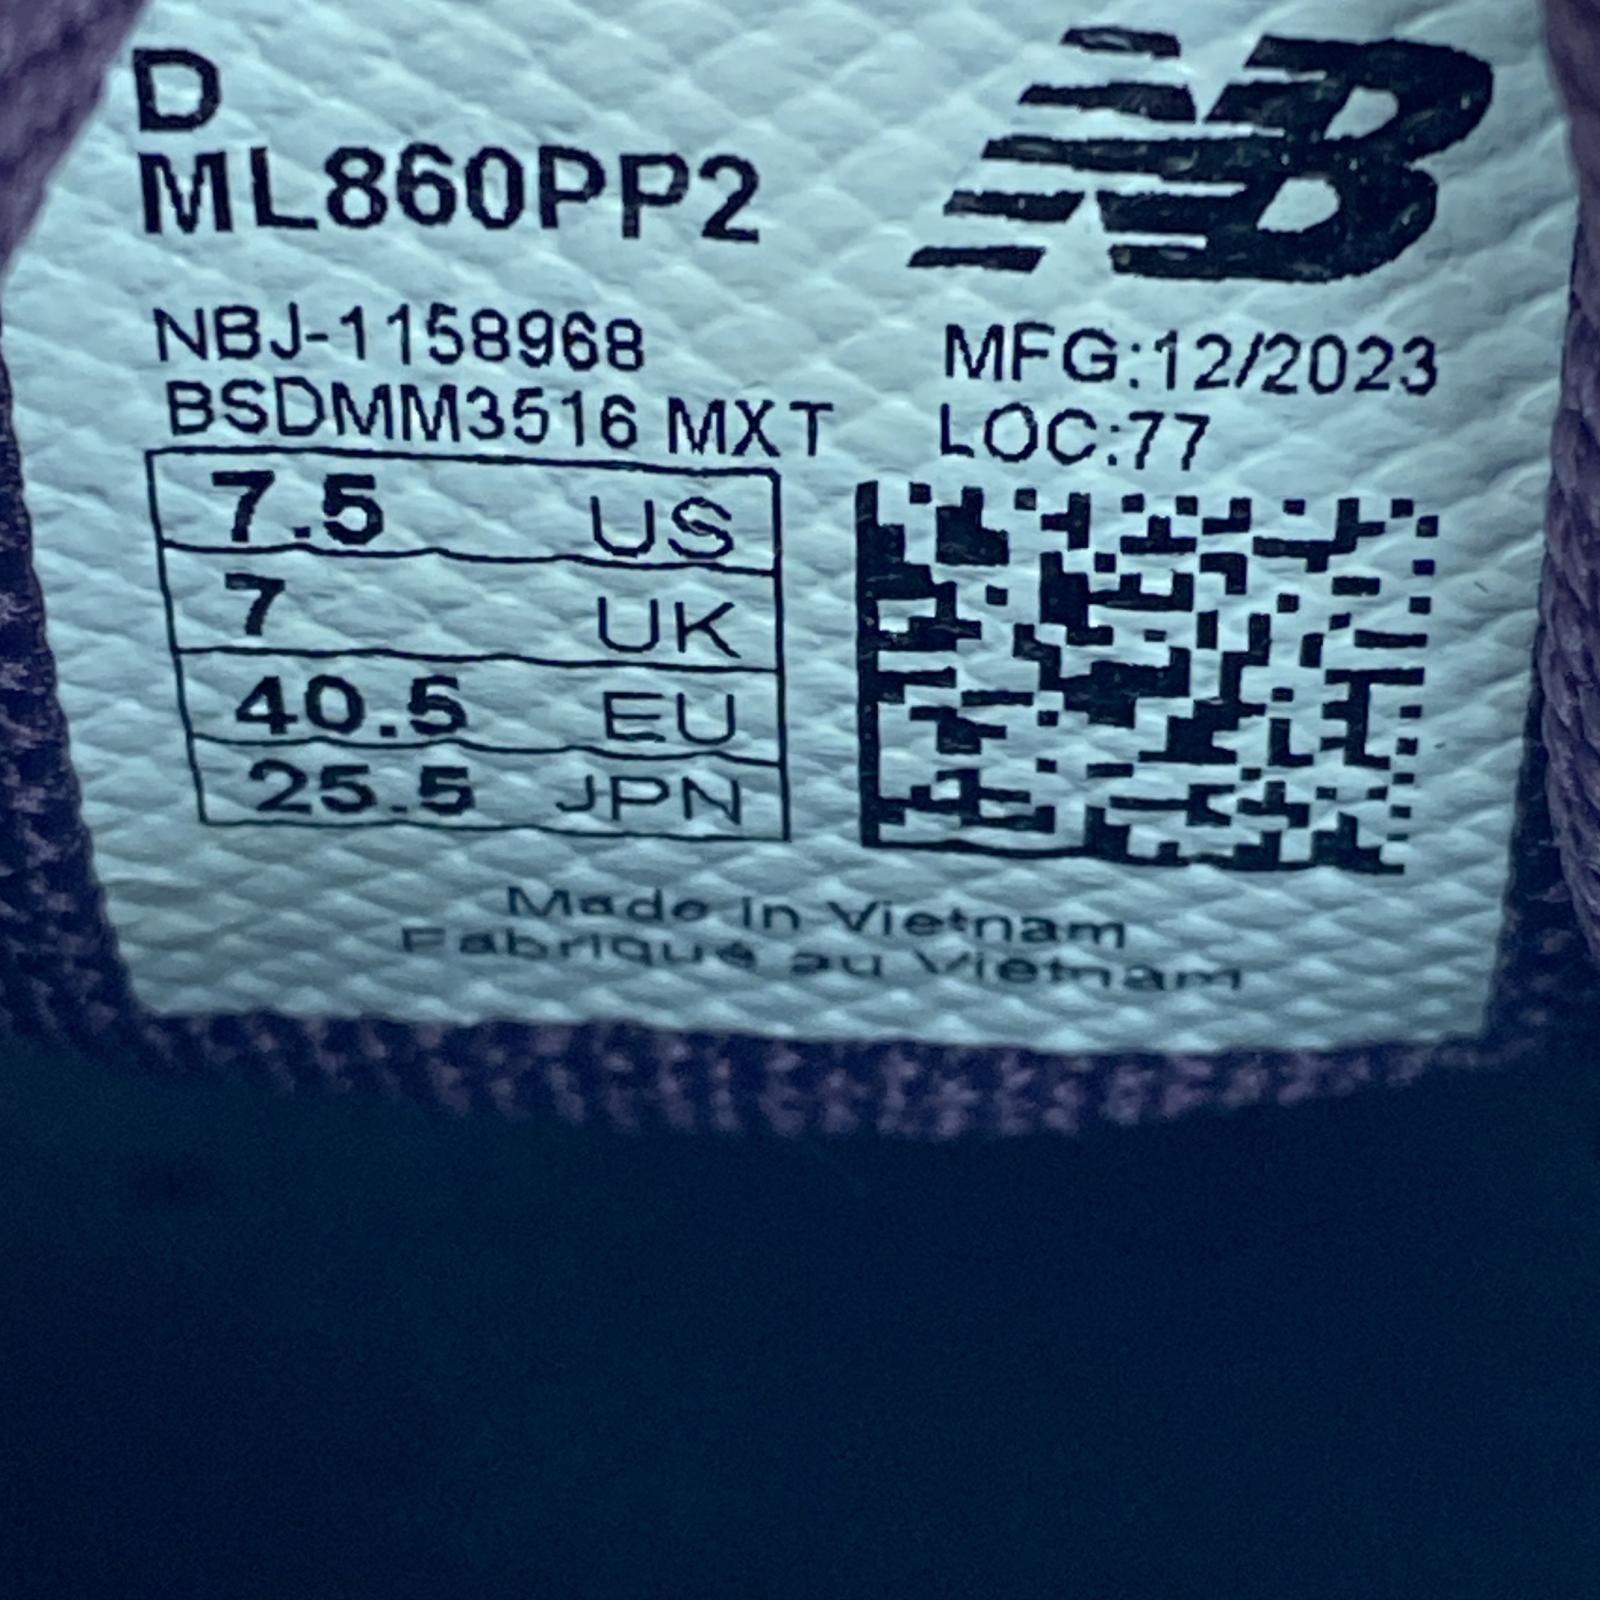 D
ML860PP2
NB
NBJ-1158968
BSDMM3516 MXT
MFG:12/2023
LOC:77
7.5 US
7 UK
40.5 EU
25.5 JPN
Made in Vietnam
Fabriqué au Vietnam